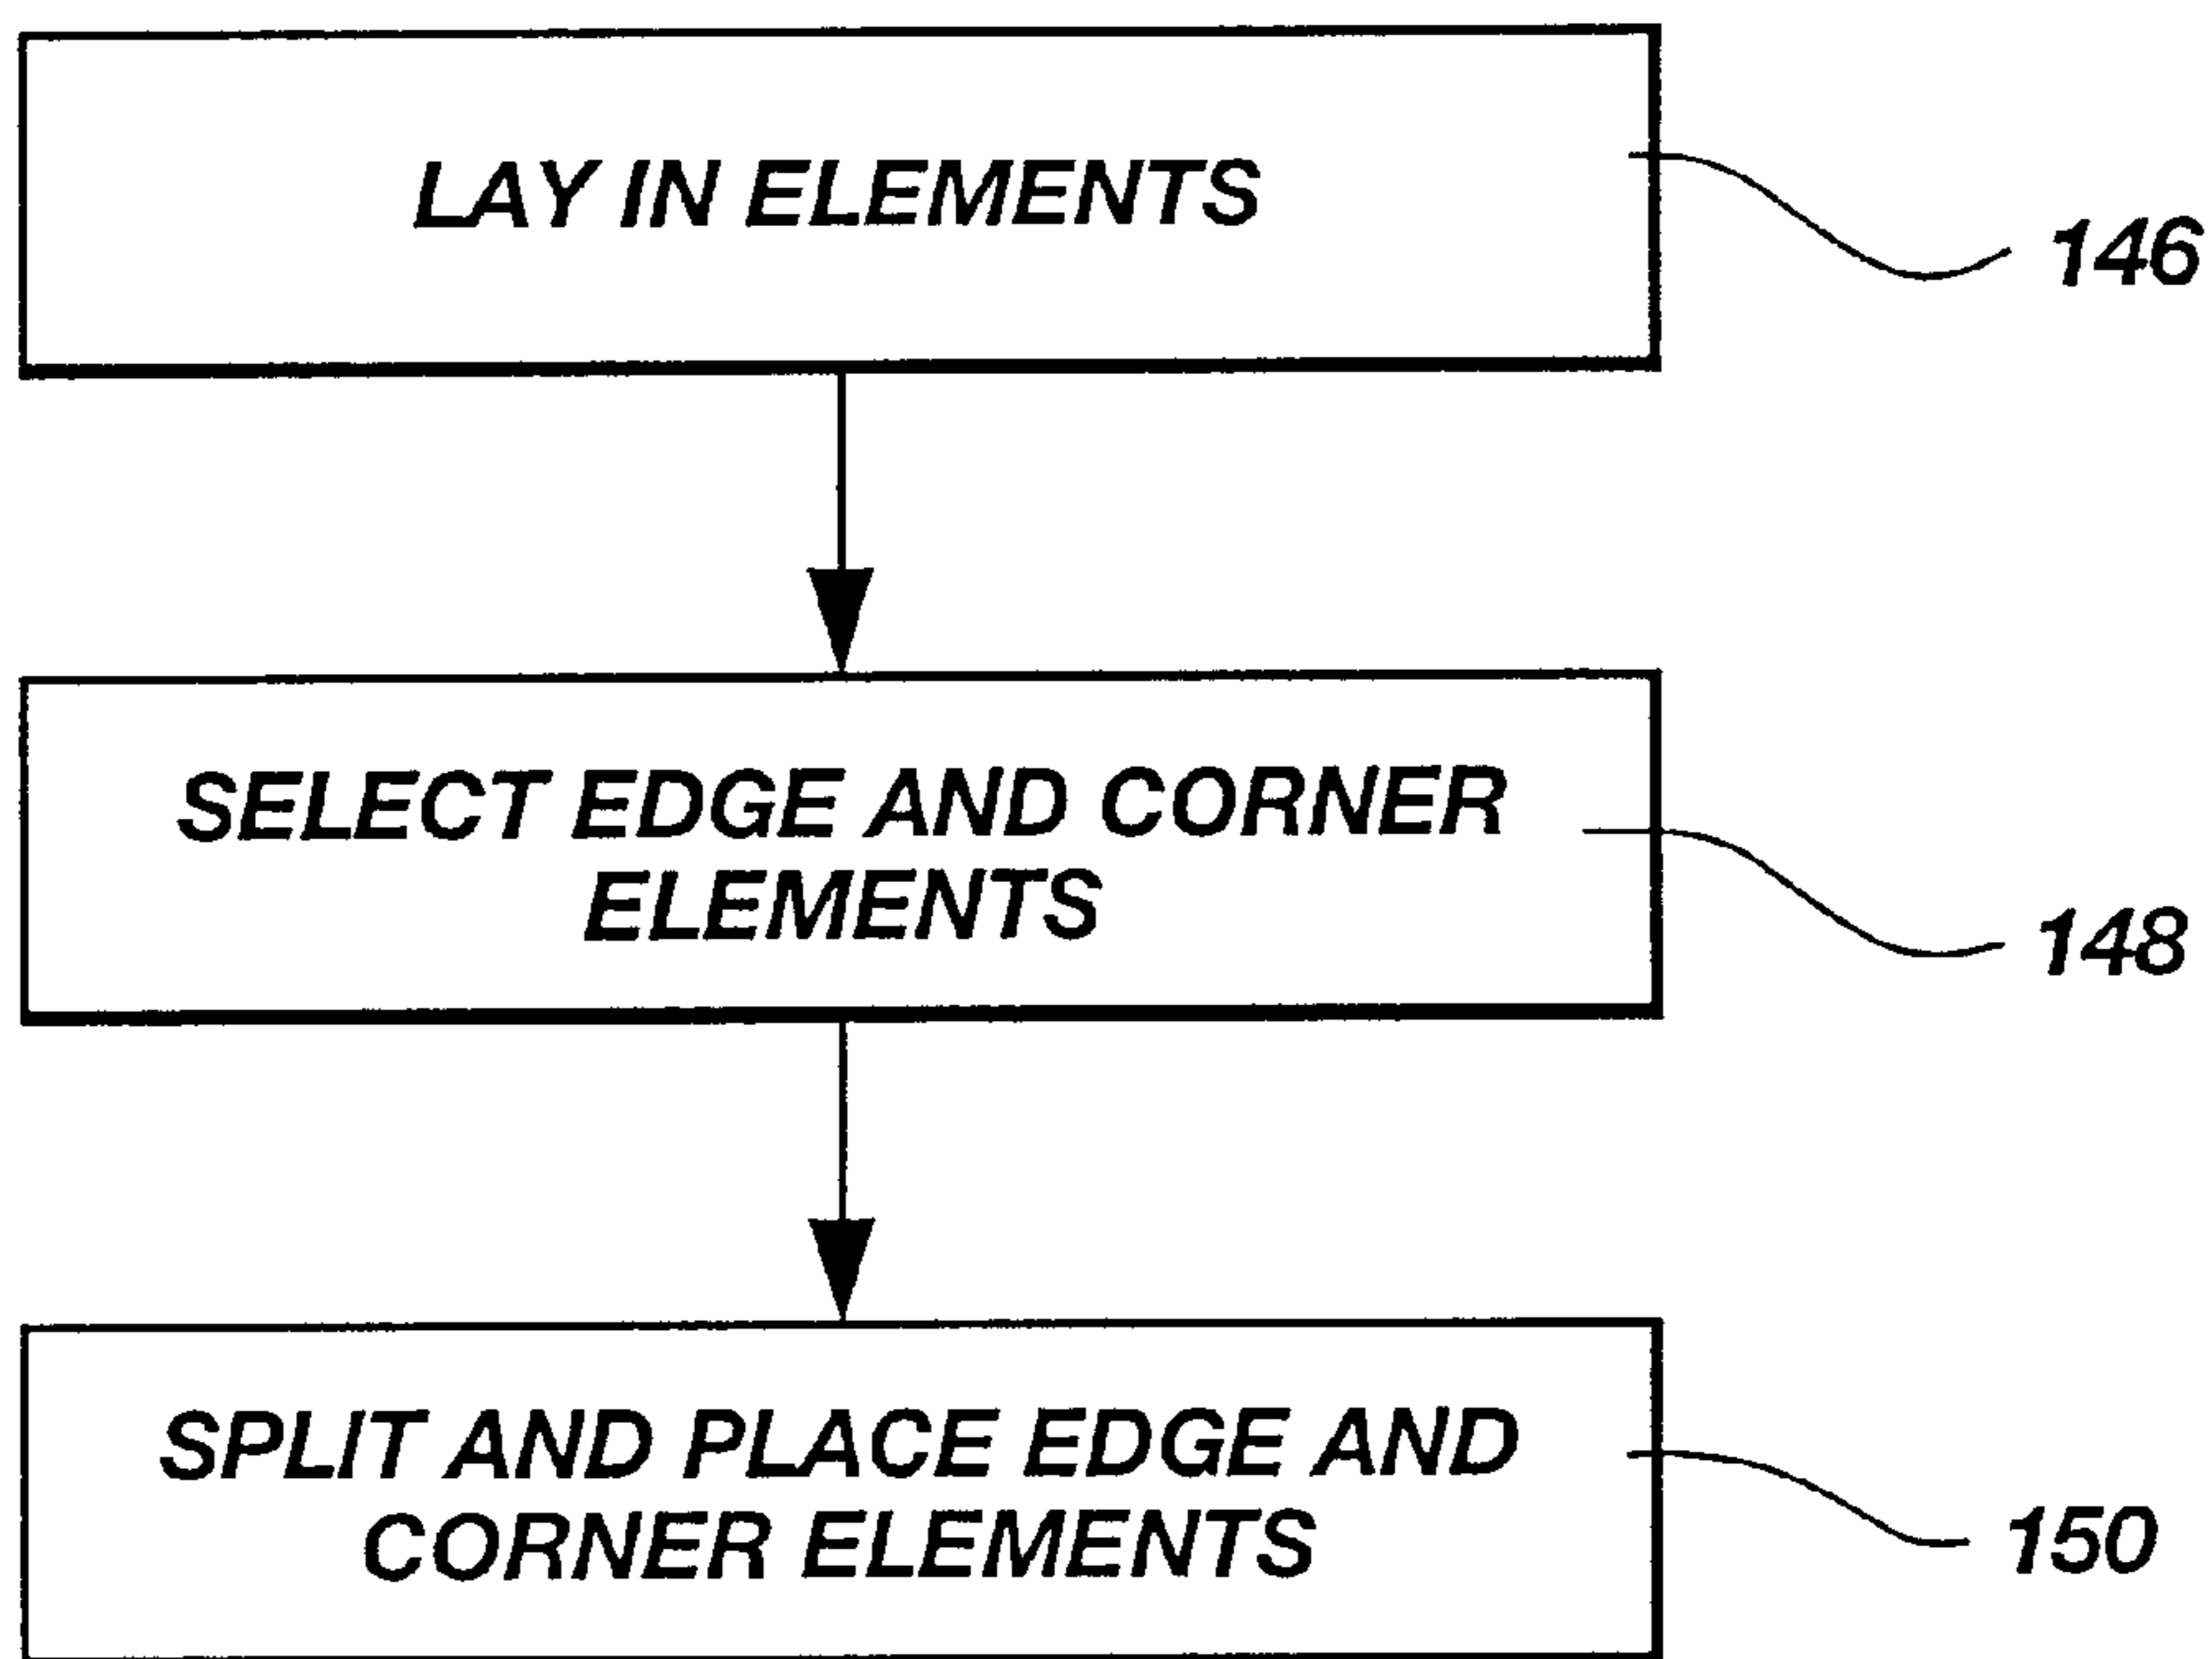 LAY IN ELEMENTS
146
SELECT EDGE AND CORNER
ELEMENTS
148
SPLIT AND PLACE EDGE AND
CORNER ELEMENTS
150